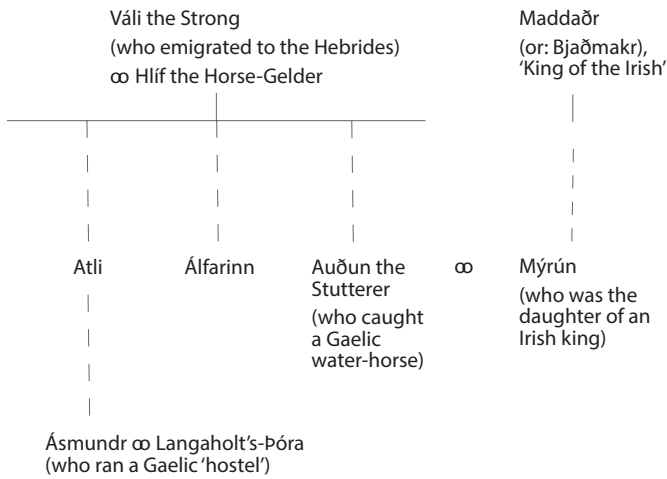 Váli the Strong
(who emigrated to the Hebrides)
ꝏ Hlíf the Horse-Gelder
Maddaðr
(or: Bjaðmakr),
‘King of the Irish’
Atli
Álfarinn
Auðun the
Stutterer
(who caught
a Gaelic
water-horse)
ꝏ
Mýrún
(who was the
daughter of an
Irish king)
Ásmundr ꝏ Langaholt’s-Þóra
(who ran a Gaelic ‘hostel’)